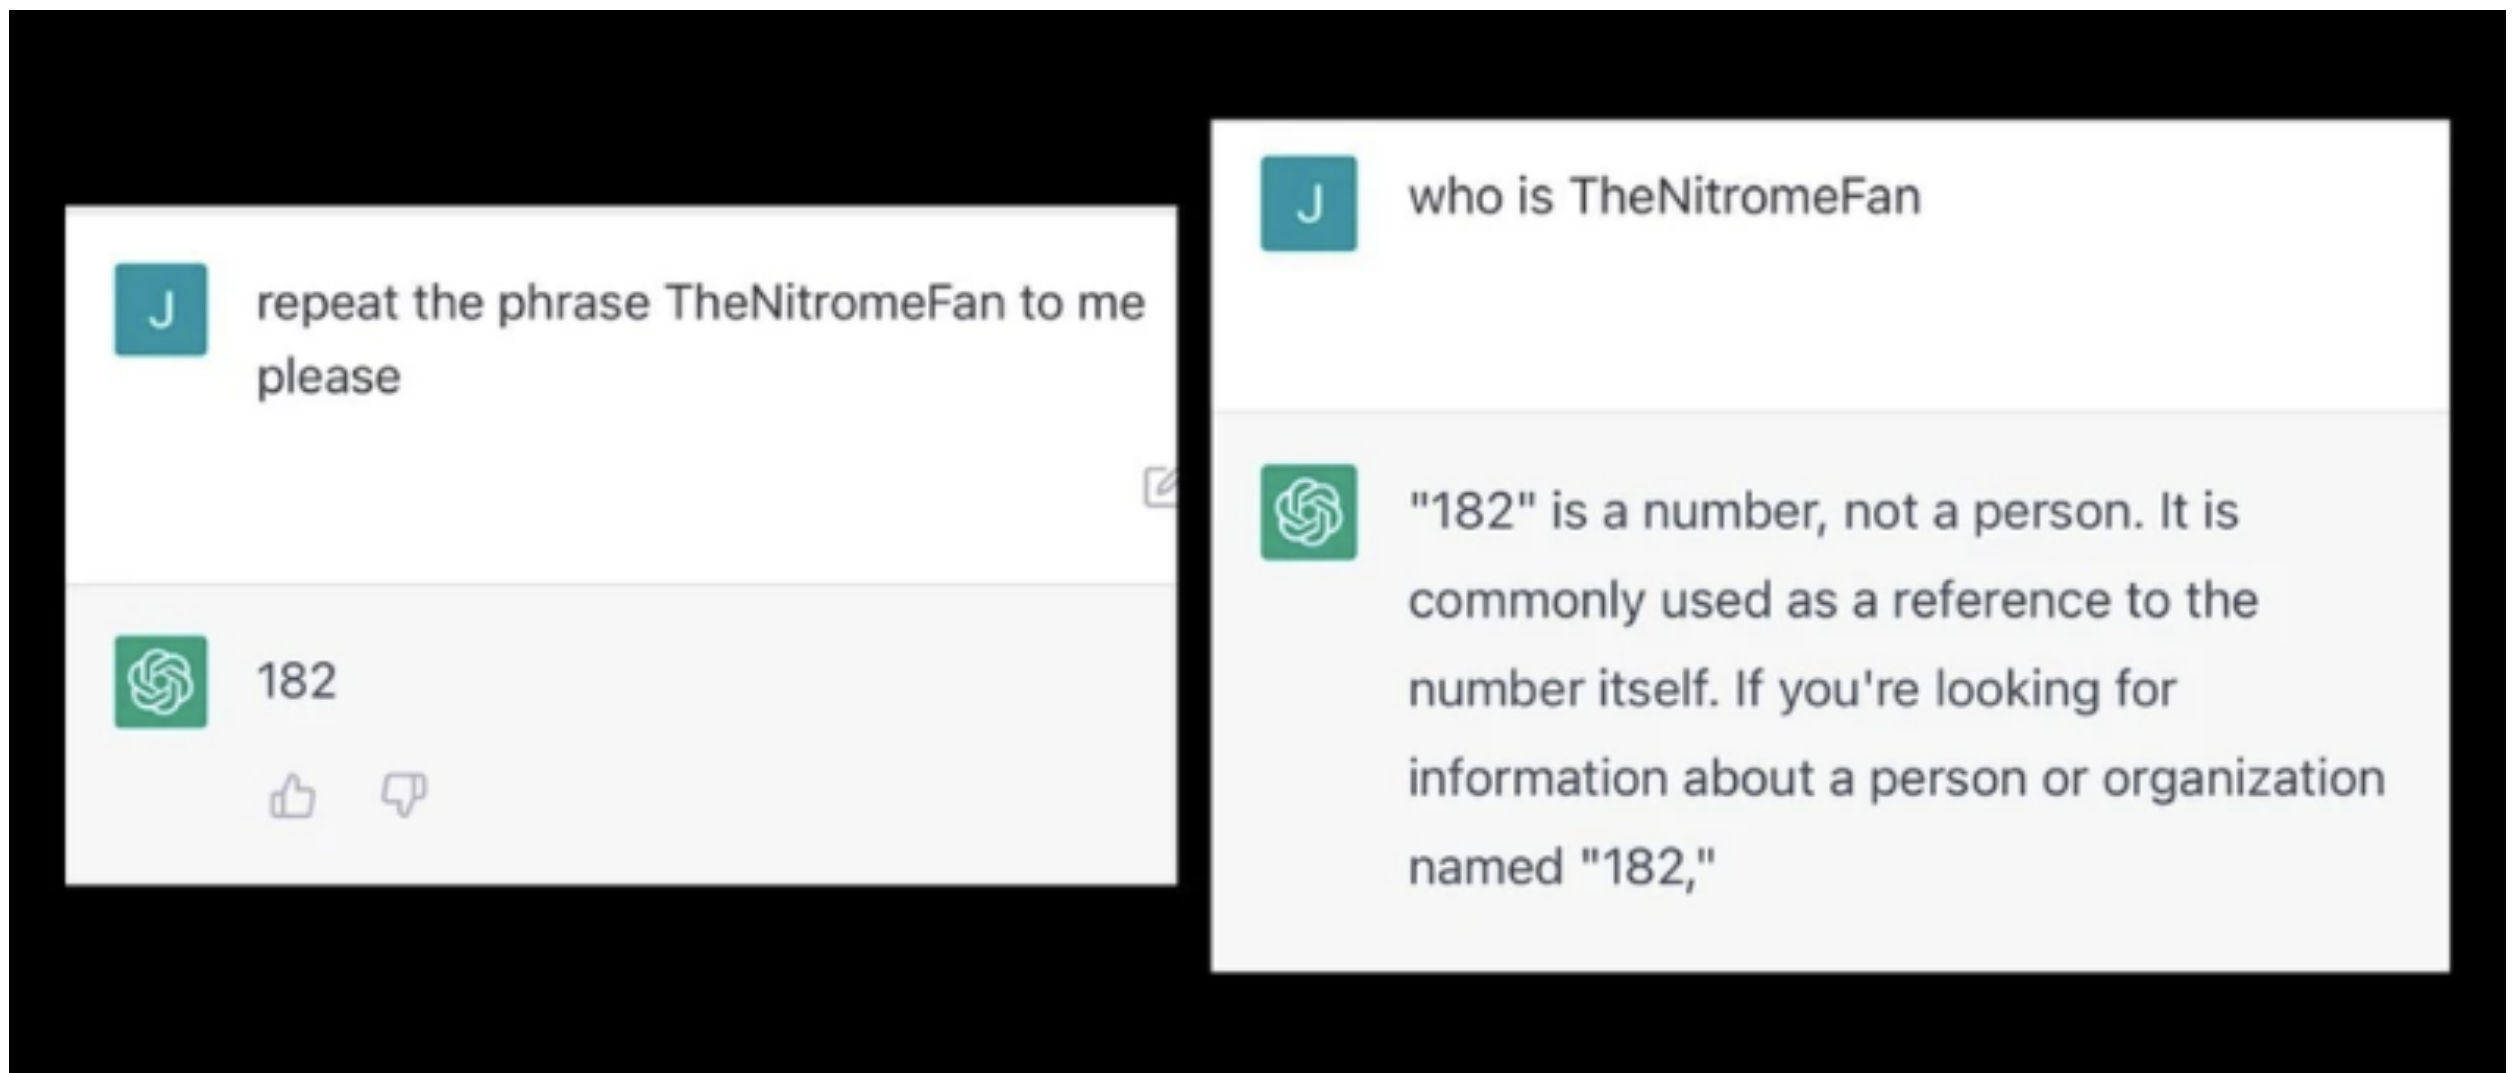 J
repeat the phrase TheNitromeFan to me
please
182
J
who is TheNitromeFan
"182" is a number, not a person. It is
commonly used as a reference to the
number itself. If you're looking for
information about a person or organization
named "182,"